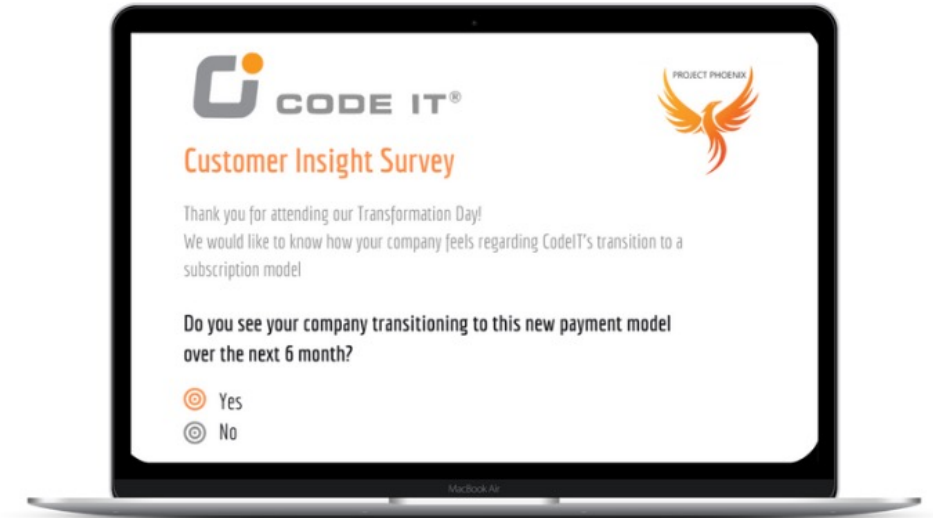 CODE IT®
PROJECT PHOENIX
Customer Insight Survey
Thank you for attending our Transformation Day!
We would like to know how your company feels regarding CodeIT's transition to a
subscription model
Do you see your company transitioning to this new payment model
over the next 6 month?
Yes
No
MacBook Air